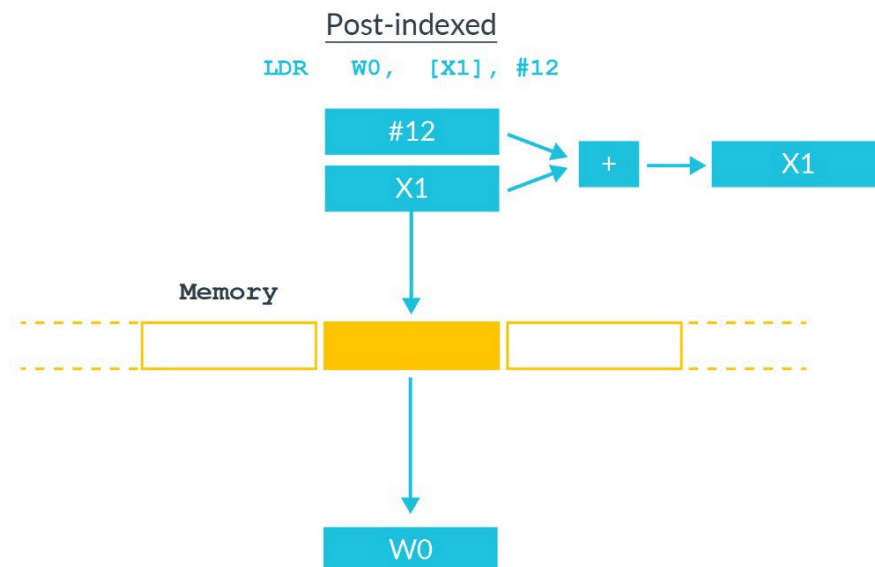 Post-indexed
LDR W0, [X1], #12
#12
+
X1
X1
Memory
W0